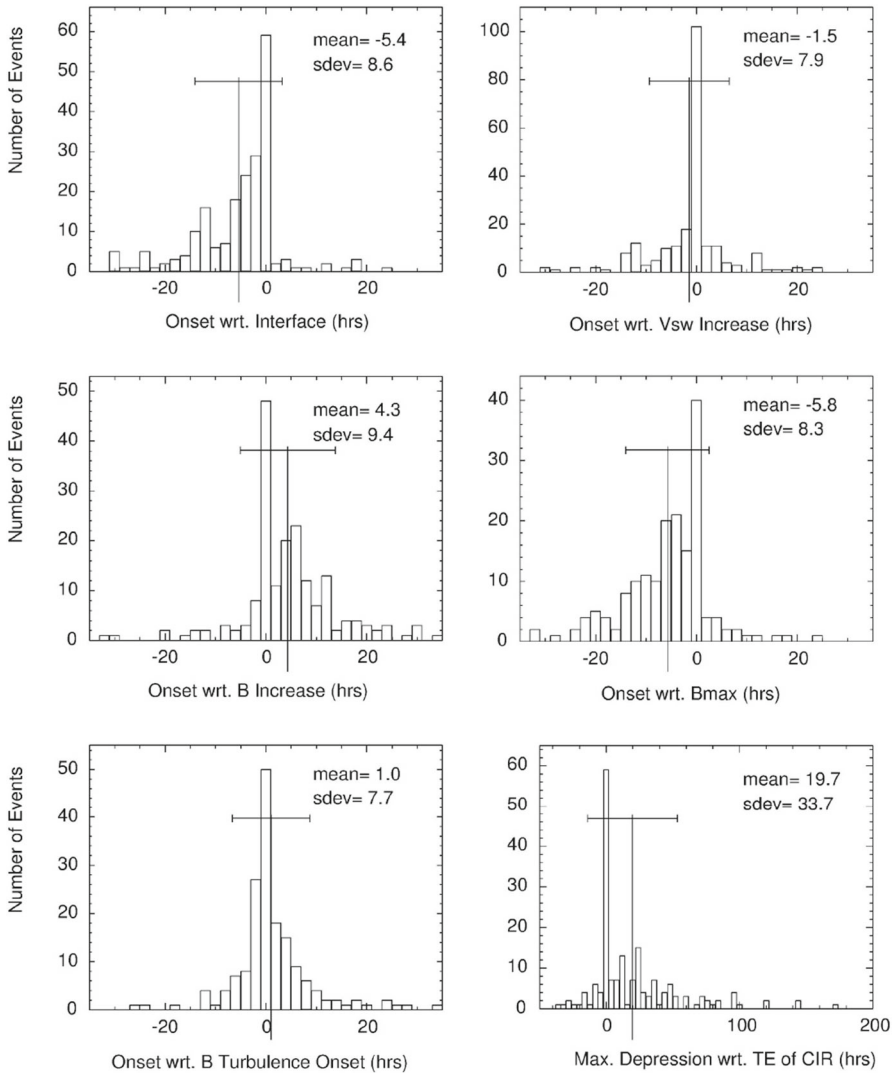 Number of Events
60
50
40
30
20
10
0
mean= -5.4
sdev= 8.6
-20
0
20
Onset wrt. Interface (hrs)
100
80
60
40
20
0
mean= -1.5
sdev= 7.9
-20
0
20
Onset wrt. Vsw Increase (hrs)
Number of Events
50
40
30
20
10
0
mean= 4.3
sdev= 9.4
-20
0
20
Onset wrt. B Increase (hrs)
40
30
20
10
0
mean= -5.8
sdev= 8.3
-20
0
20
Onset wrt. Bmax (hrs)
Number of Events
50
40
30
20
10
0
mean= 1.0
sdev= 7.7
-20
0
20
Onset wrt. B Turbulence Onset (hrs)
60
50
40
30
20
10
0
mean= 19.7
sdev= 33.7
0
100
200
Max. Depression wrt. TE of CIR (hrs)